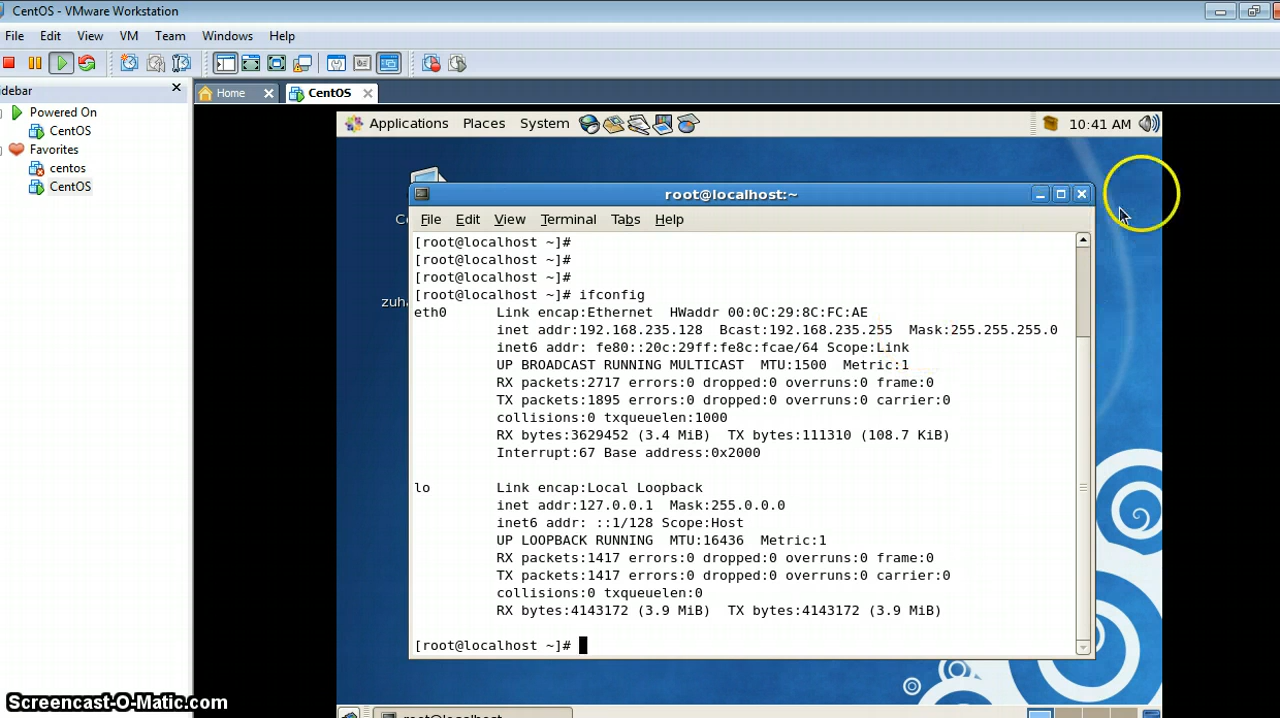 CentOS - VMware Workstation
File Edit View VM Team Windows Help
idebar
Home
CentOS
Powered On
CentOS
Favorites
centos
CentOS
Applications Places System
10:41 AM
root@localhost:~
File Edit View Terminal Tabs Help
[root@localhost ~]#
[root@localhost ~]#
[root@localhost ~]#
[root@localhost ~]# ifconfig
eth0 Link encap:Ethernet HWaddr 00:0C:29:8C:FC:AE
inet addr:192.168.235.128 Bcast:192.168.235.255 Mask:255.255.255.0
inet6 addr: fe80::20c:29ff:fe8c:fcae/64 Scope:Link
UP BROADCAST RUNNING MULTICAST MTU:1500 Metric:1
RX packets:2717 errors:0 dropped:0 overruns:0 frame:0
TX packets:1895 errors:0 dropped:0 overruns:0 carrier:0
collisions:0 txqueuelen:1000
RX bytes:3629452 (3.4 MiB) TX bytes:111310 (108.7 KiB)
Interrupt:67 Base address:0x2000
lo Link encap:Local Loopback
inet addr:127.0.0.1 Mask:255.0.0.0
inet6 addr: ::1/128 Scope:Host
UP LOOPBACK RUNNING MTU:16436 Metric:1
RX packets:1417 errors:0 dropped:0 overruns:0 frame:0
TX packets:1417 errors:0 dropped:0 overruns:0 carrier:0
collisions:0 txqueuelen:0
RX bytes:4143172 (3.9 MiB) TX bytes:4143172 (3.9 MiB)
[root@localhost ~]#
zuha
Screencast-O-Matic.com